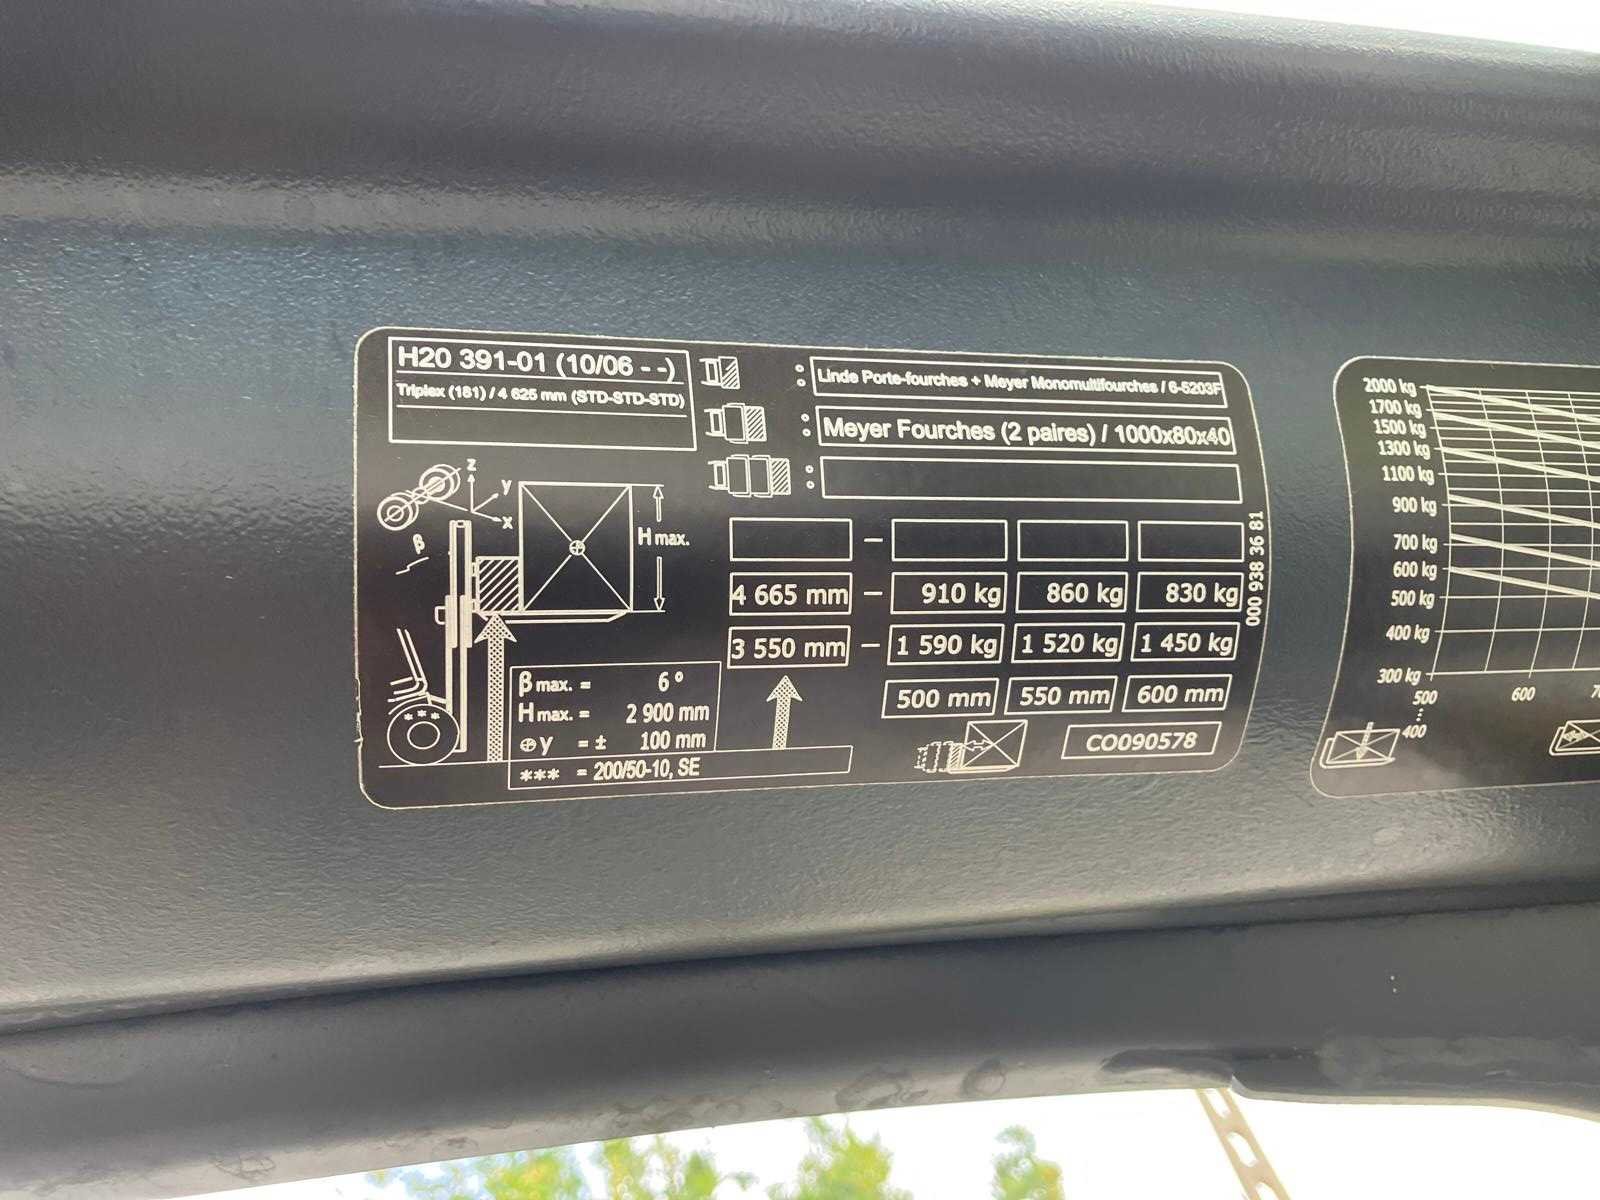 H20 391-01 (10/06 - -)
Triplex (181) / 4 625 mm (STD-STD-STD)
: Linde Porte-fourches + Meyer Monomultifourches / 6-5203F
: Meyer Fourches (2 paires) / 1000x80x40
:
z
y
x
β
H max.
–
4 665 mm – 910 kg 860 kg 830 kg
3 550 mm – 1 590 kg 1 520 kg 1 450 kg
500 mm 550 mm 600 mm
β max. = 6 °
H max. = 2 900 mm
y = ± 100 mm
*** = 200/50-10, SE
* * *
CO090578
000 938 36 81
2000 kg
1700 kg
1500 kg
1300 kg
1100 kg
900 kg
700 kg
600 kg
500 kg
400 kg
300 kg
500 600
400